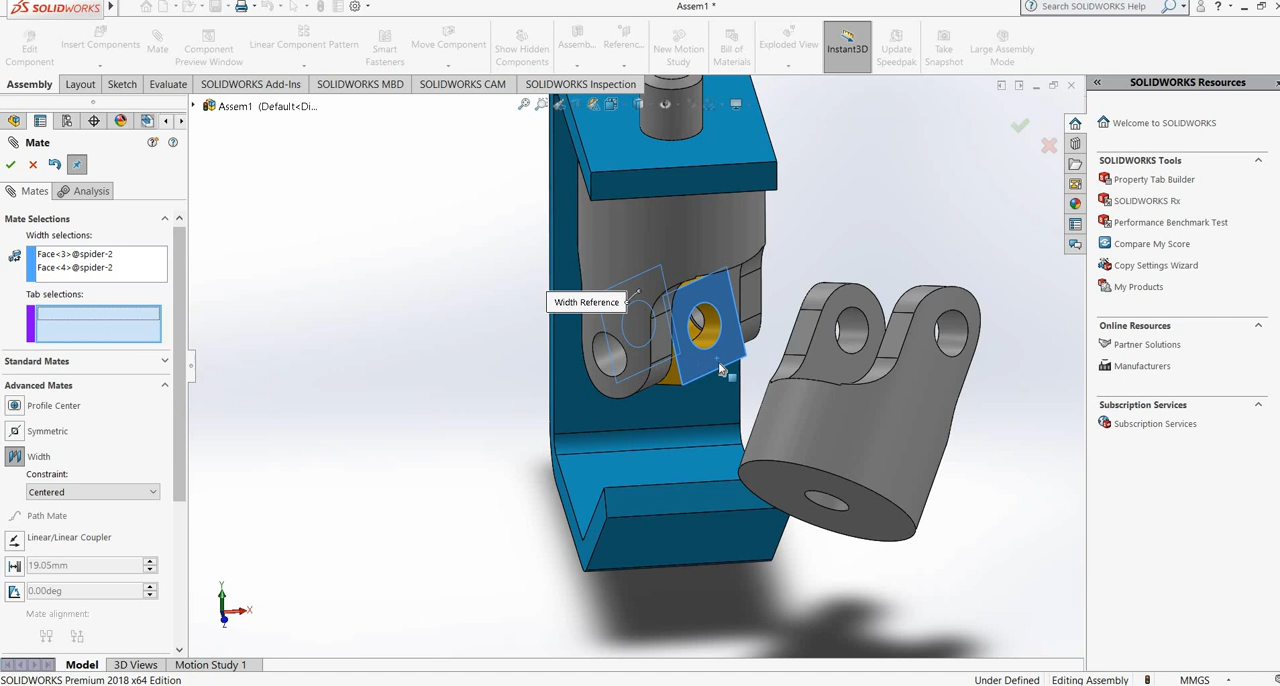 SOLIDWORKS
Assem1 *
Search SOLIDWORKS Help
Edit Component
Insert Components
Mate
Component Preview Window
Linear Component Pattern
Smart Fasteners
Move Component
Show Hidden Components
Assemb...
Referenc...
New Motion Study
Bill of Materials
Exploded View
Instant3D
Update Speedpak
Take Snapshot
Large Assembly Mode
Assembly
Layout
Sketch
Evaluate
SOLIDWORKS Add-Ins
SOLIDWORKS MBD
SOLIDWORKS CAM
SOLIDWORKS Inspection
SOLIDWORKS Resources
Assem1 (Default<Di...
Mate
Mates
Analysis
Mate Selections
Width selections:
Face<3>@spider-2
Face<4>@spider-2
Tab selections:
Standard Mates
Advanced Mates
Profile Center
Symmetric
Width
Constraint:
Centered
Path Mate
Linear/Linear Coupler
19.05mm
0.00deg
Mate alignment:
Width Reference
Y
X
Z
Welcome to SOLIDWORKS
SOLIDWORKS Tools
Property Tab Builder
SOLIDWORKS Rx
Performance Benchmark Test
Compare My Score
Copy Settings Wizard
My Products
Online Resources
Partner Solutions
Manufacturers
Subscription Services
Subscription Services
Model
3D Views
Motion Study 1
SOLIDWORKS Premium 2018 x64 Edition
Under Defined
Editing Assembly
MMGS